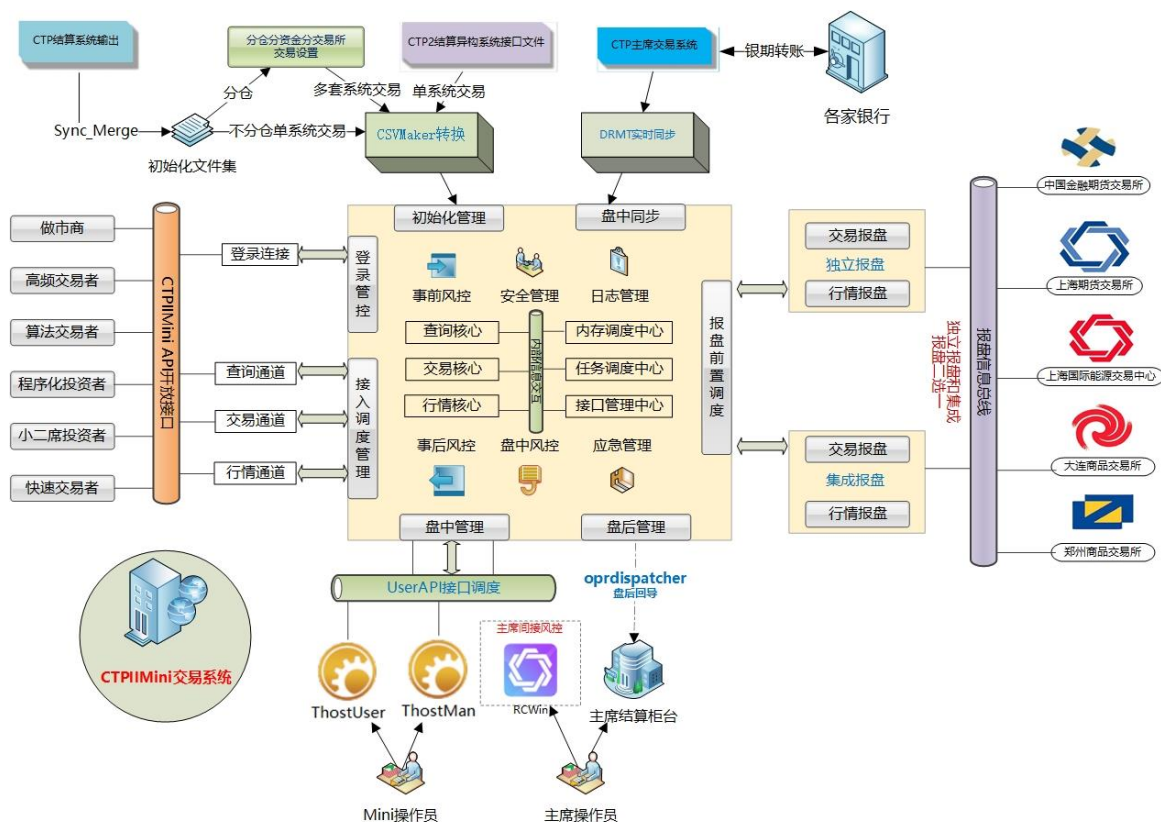 CTP结算系统输出
分仓分资金分交易所
交易设置
CTP2结算异构系统接口文件
CTP主席交易系统
银期转账
各家银行
分仓
多套系统交易
单系统交易
Sync_Merge
不分仓单系统交易
初始化文件集
CSVMaker转换
DRMT实时同步
做市商
高频交易者
算法交易者
程序化投资者
小二席投资者
快速交易者
CTPIIMini API开放接口
登录连接
查询通道
交易通道
行情通道
初始化管理
盘中同步
登录管控
接入调度管理
事前风控
安全管理
日志管理
查询核心
交易核心
行情核心
内部信息交互
内存调度中心
任务调度中心
接口管理中心
事后风控
盘中风控
应急管理
盘中管理
盘后管理
报盘前置调度
交易报盘
独立报盘
行情报盘
交易报盘
集成报盘
行情报盘
独立报盘和集成
报盘二选一
报盘信息总线
中国金融期货交易所
上海期货交易所
上海国际能源交易中心
大连商品交易所
郑州商品交易所
UserAPI接口调度
oprdispatcher
盘后回导
主席间接风控
RCWin
ThostUser
ThostMan
主席结算柜台
Mini操作员
主席操作员
CTPIIMini交易系统